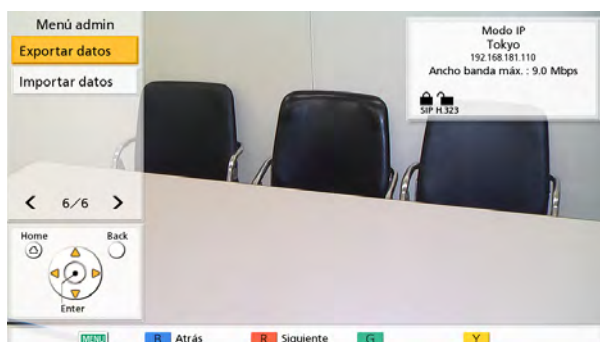 Menú admin
Exportar datos
Importar datos
6/6
Modo IP
Tokyo
192.168.181.110
Ancho banda máx. : 9.0 Mbps
SIP H.323
Home Back
Enter
MENU B Atrás R Siguiente G Y